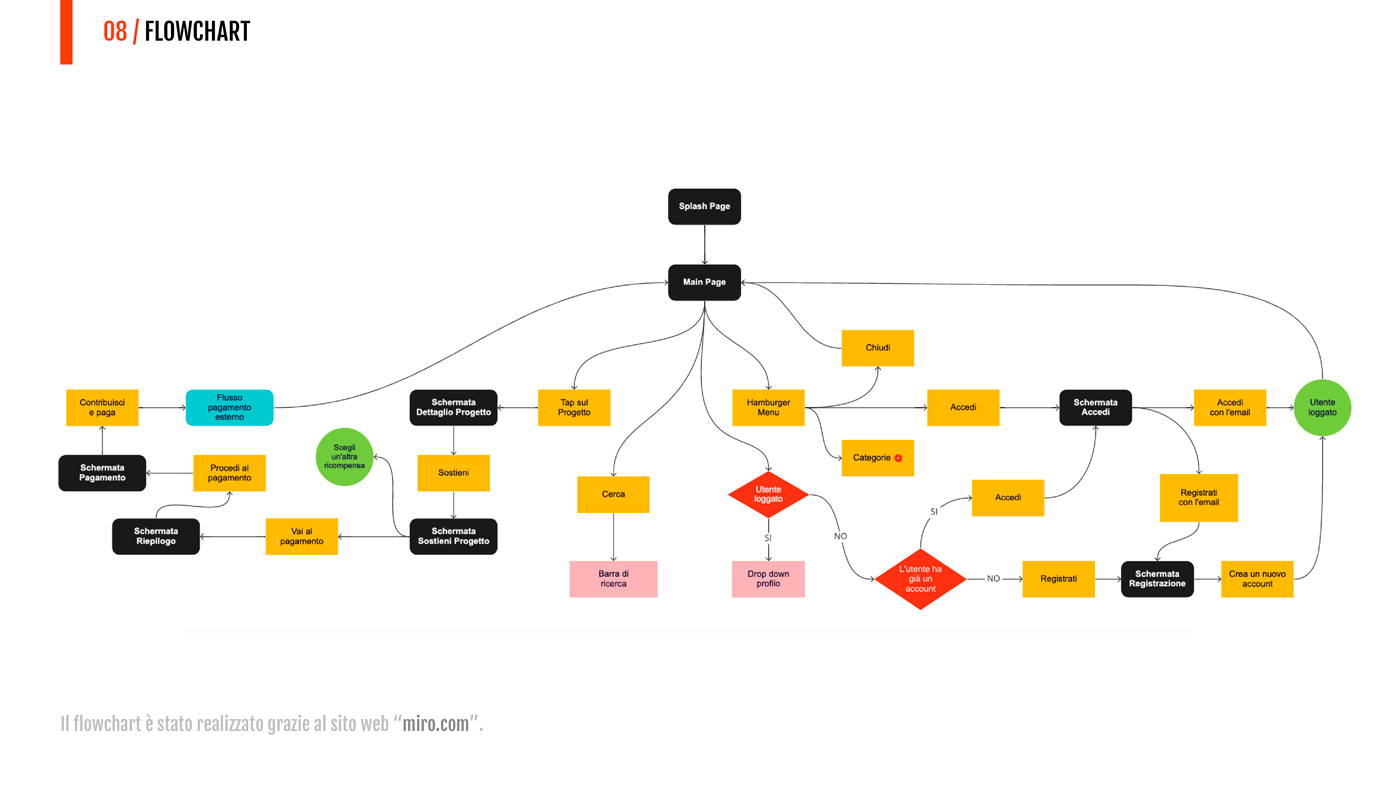 08 / FLOWCHART
Splash Page
Main Page
Chiudi
Contribuisci
e paga
Flusso
pagamento
esterno
Schermata
Dettaglio Progetto
Tap sul
Progetto
Hamburger
Menu
Accedi
Schermata
Accedi
Accedi
con l'email
Utente
loggato
Scegli
un'altra
ricompensa
Categorie
Schermata
Pagamento
Procedi al
pagamento
Sostieni
Cerca
Utente
loggato
Accedi
Registrati
con l'email
SI
Schermata
Riepilogo
Vai al
pagamento
Schermata
Sostieni Progetto
SI
NO
Barra di
ricerca
Drop down
profilo
L'utente ha
già un
account
NO
Registrati
Schermata
Registrazione
Crea un nuovo
account
Il flowchart è stato realizzato grazie al sito web “miro.com”.